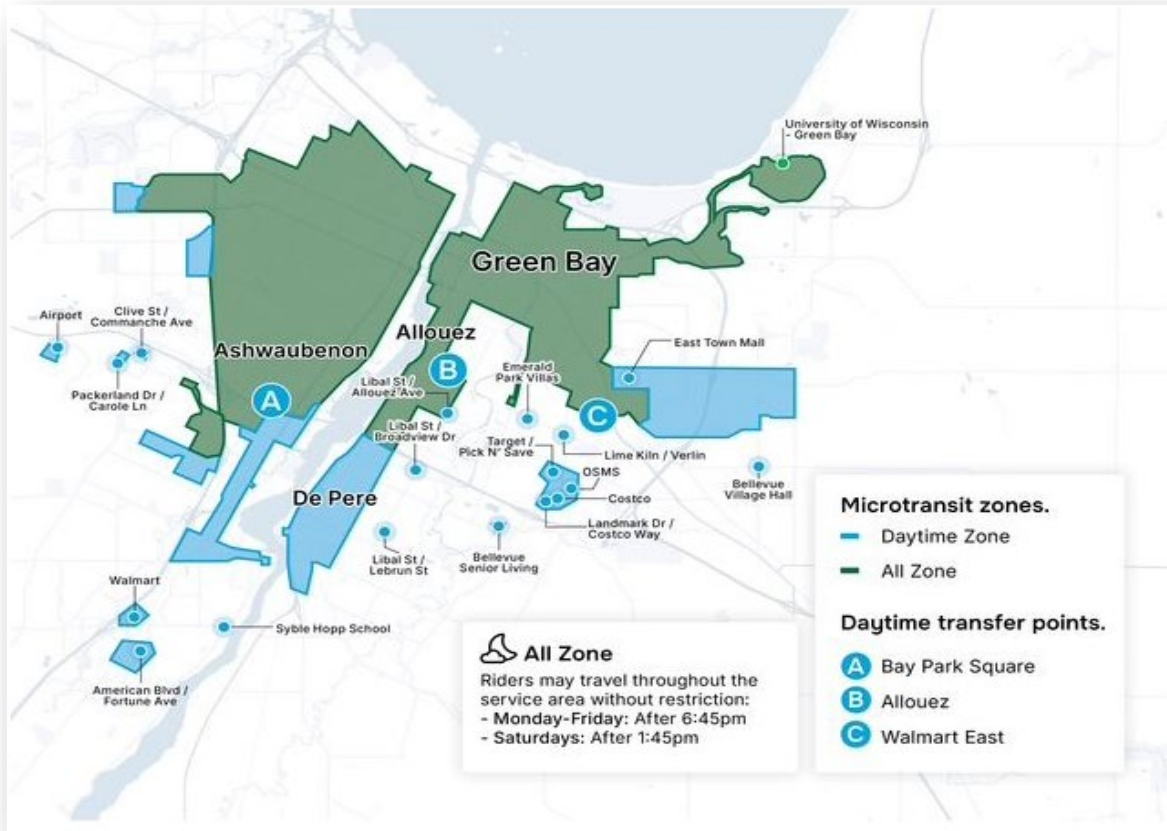 University of Wisconsin
- Green Bay
Green Bay
Airport
Clive St /
Commanche Ave
Ashwaubenon
Allouez
East Town Mall
Packerland Dr /
Carole Ln
A
B
C
Libal St /
Allouez Ave
Emerald
Park Villas
Libal St /
Broadview Dr
Target /
Pick N' Save
Lime Kiln / Verlin
OSMS
Costco
Landmark Dr /
Costco Way
Bellevue
Village Hall
De Pere
Libal St /
Lebrun St
Bellevue
Senior Living
Walmart
Syble Hopp School
American Blvd /
Fortune Ave
All Zone
Riders may travel throughout the
service area without restriction:
- Monday-Friday: After 6:45pm
- Saturdays: After 1:45pm
Microtransit zones.
Daytime Zone
All Zone
Daytime transfer points.
A Bay Park Square
B Allouez
C Walmart East